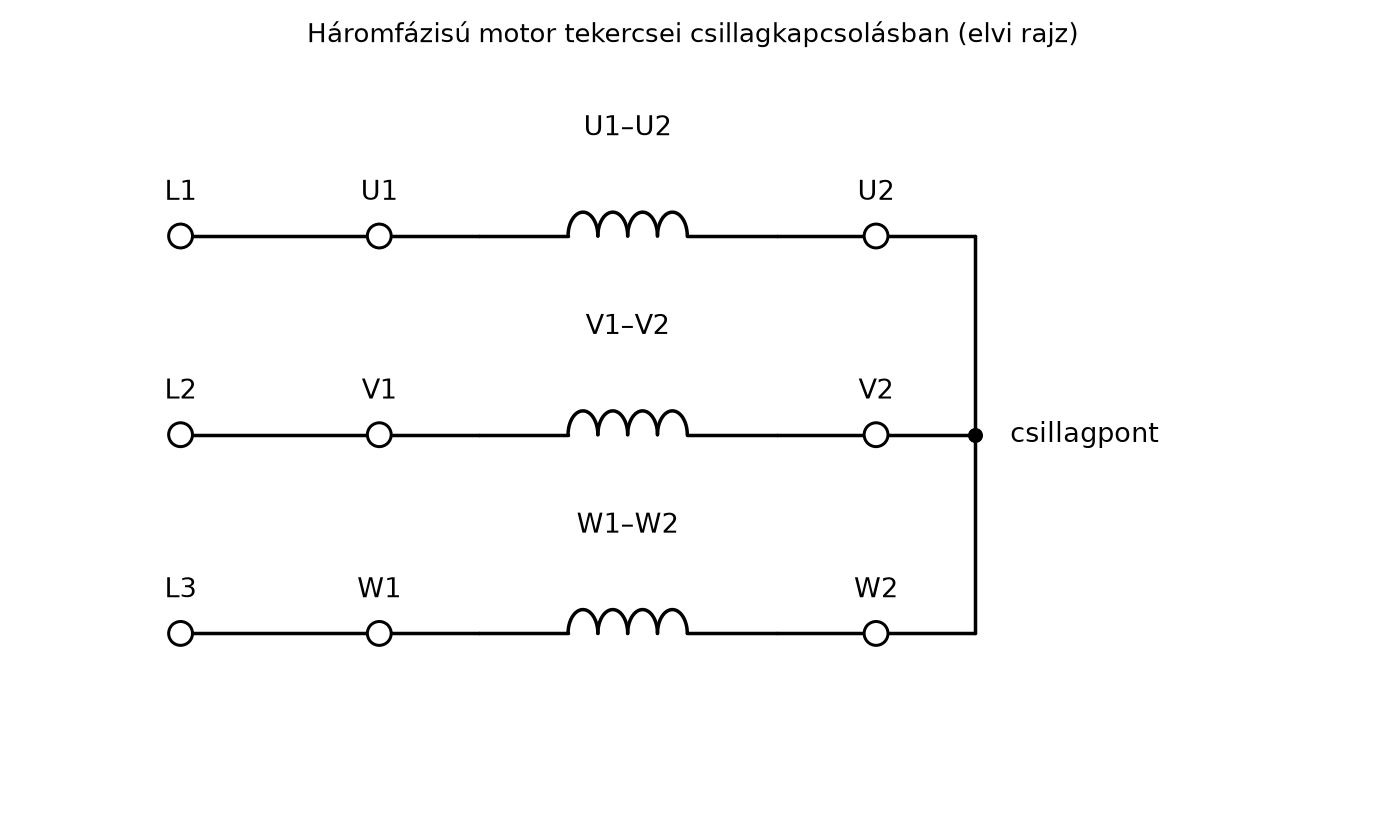 Háromfázisú motor tekercsei csillagkapcsolásban (elvi rajz)
U1–U2
L1 U1 U2
V1–V2
L2 V1 V2
csillagpont
W1–W2
L3 W1 W2